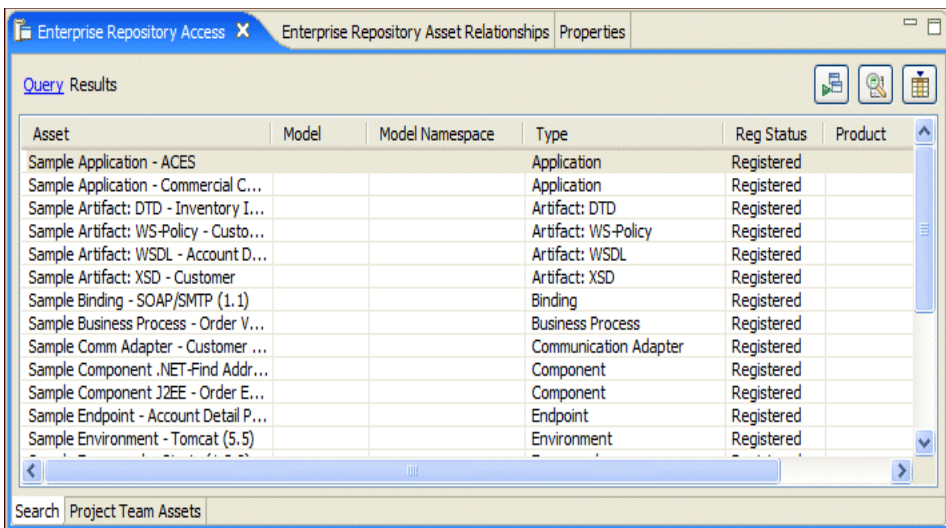 Enterprise Repository Access Enterprise Repository Asset Relationships Properties
Query Results
Asset Model Model Namespace Type Reg Status Product
Sample Application - ACES Application Registered
Sample Application - Commercial C... Application Registered
Sample Artifact: DTD - Inventory I... Artifact: DTD Registered
Sample Artifact: WS-Policy - Custo... Artifact: WS-Policy Registered
Sample Artifact: WSDL - Account D... Artifact: WSDL Registered
Sample Artifact: XSD - Customer Artifact: XSD Registered
Sample Binding - SOAP/SMTP (1.1) Binding Registered
Sample Business Process - Order V... Business Process Registered
Sample Comm Adapter - Customer ... Communication Adapter Registered
Sample Component .NET-Find Addr... Component Registered
Sample Component J2EE - Order E... Component Registered
Sample Endpoint - Account Detail P... Endpoint Registered
Sample Environment - Tomcat (5.5) Environment Registered
Search Project Team Assets